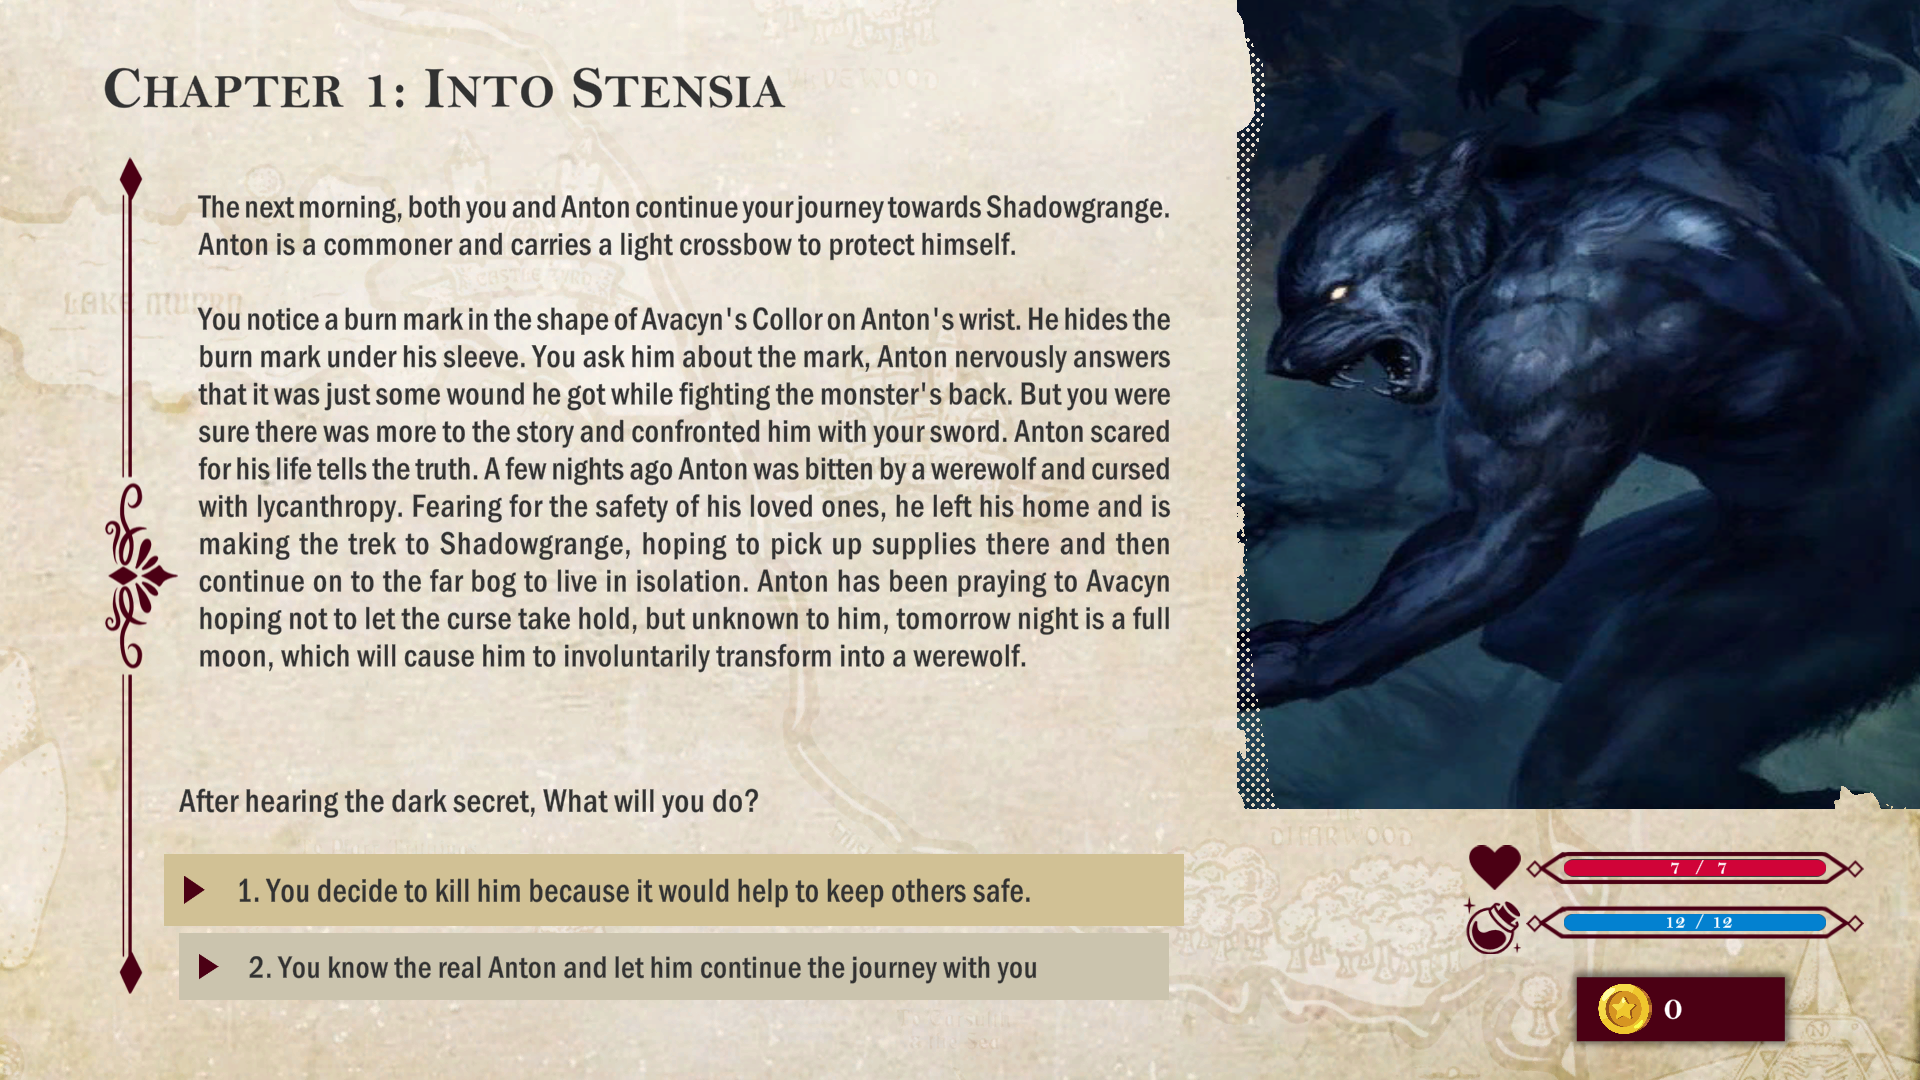 CHAPTER 1: INTO STENSIA
The next morning, both you and Anton continue your journey towards Shadowgrange.
Anton is a commoner and carries a light crossbow to protect himself.
You notice a burn mark in the shape of Avacyn's Collor on Anton's wrist. He hides the
burn mark under his sleeve. You ask him about the mark, Anton nervously answers
that it was just some wound he got while fighting the monster's back. But you were
sure there was more to the story and confronted him with your sword. Anton scared
for his life tells the truth. A few nights ago Anton was bitten by a werewolf and cursed
with lycanthropy. Fearing for the safety of his loved ones, he left his home and is
making the trek to Shadowgrange, hoping to pick up supplies there and then
continue on to the far bog to live in isolation. Anton has been praying to Avacyn
hoping not to let the curse take hold, but unknown to him, tomorrow night is a full
moon, which will cause him to involuntarily transform into a werewolf.
After hearing the dark secret, What will you do?
1. You decide to kill him because it would help to keep others safe.
2. You know the real Anton and let him continue the journey with you
7 / 7
12 / 12
0